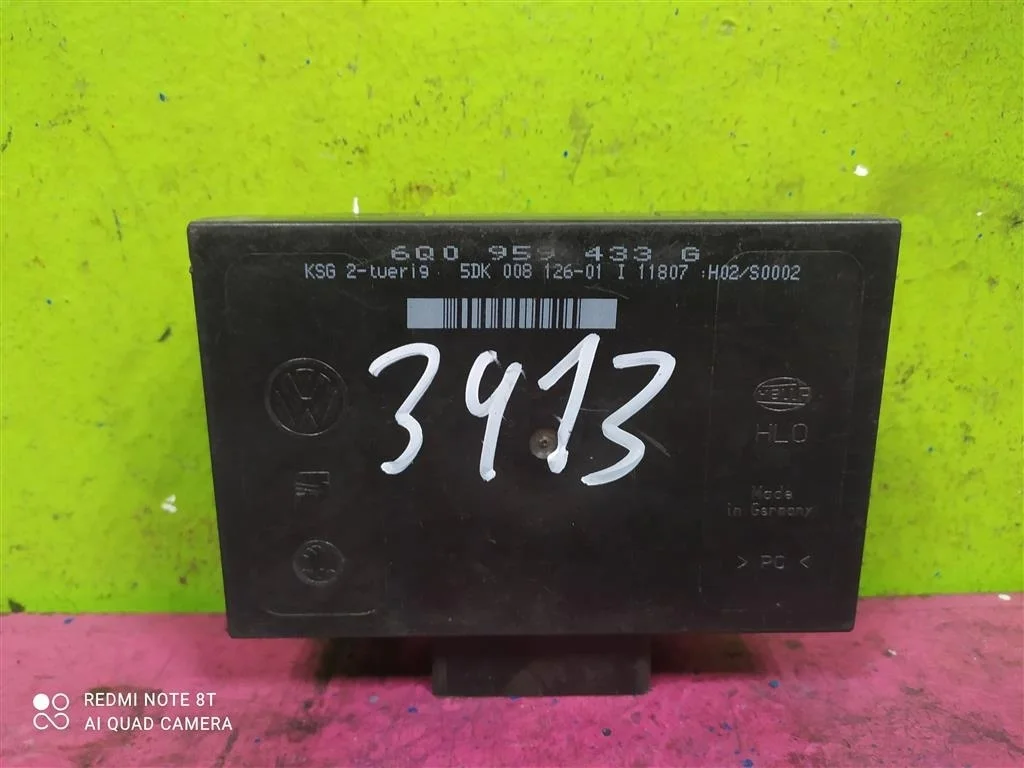 6Q0 959 433 G
KSG 2-tuerig 5DK 008 126-01 I 11807 :H02/S0002
3913
HELLA
HLO
Made
in Germany
> PC <
REDMI NOTE 8T
AI QUAD CAMERA